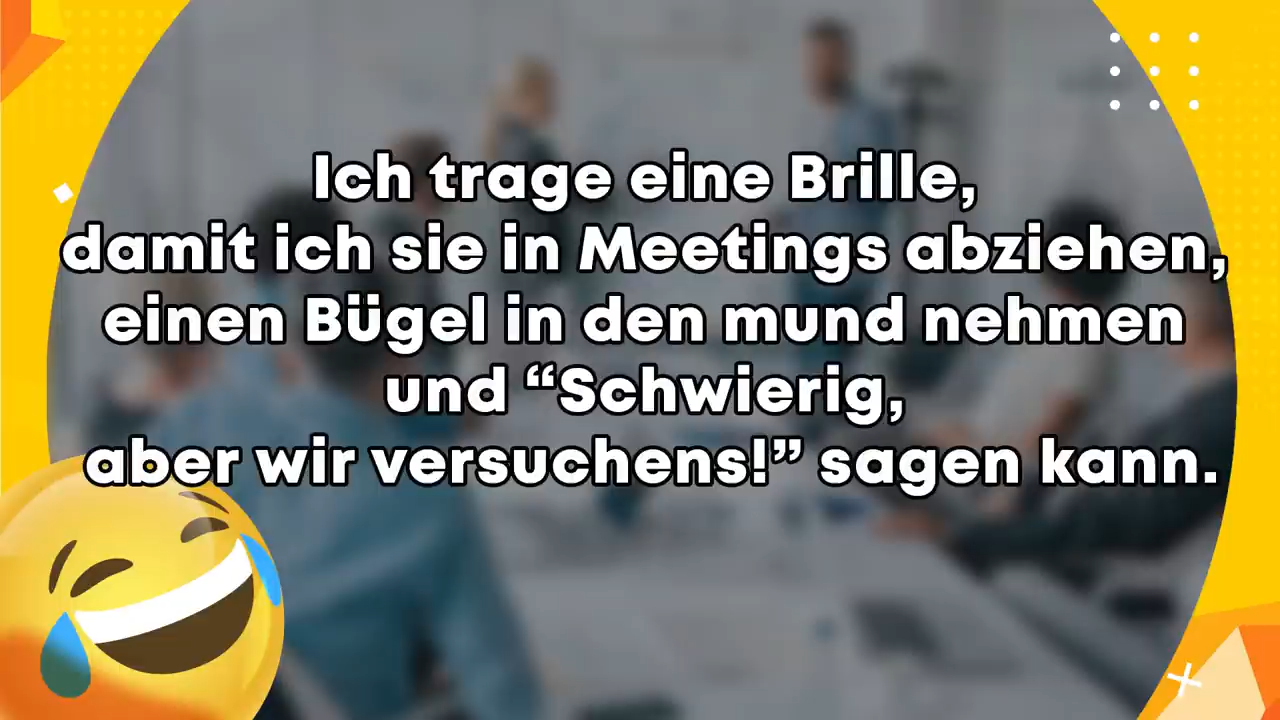 Ich trage eine Brille,
damit ich sie in Meetings abziehen,
einen Bügel in den mund nehmen
und “Schwierig,
aber wir versuchens!” sagen kann.